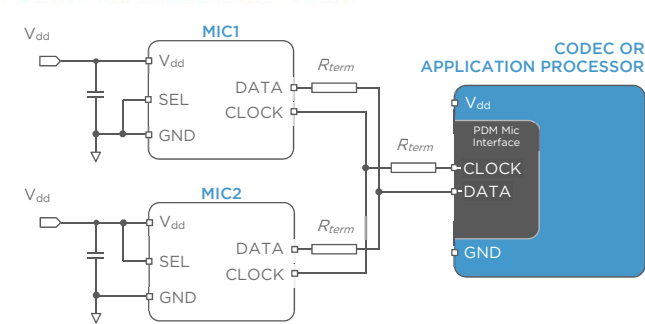 MIC1
Vdd
Vdd
Rterm
DATA
SEL
CLOCK
GND
CODEC OR
APPLICATION PROCESSOR
Vdd
PDM Mic
Interface
Rterm
CLOCK
DATA
GND
MIC2
Vdd
Vdd
Rterm
DATA
SEL
CLOCK
GND